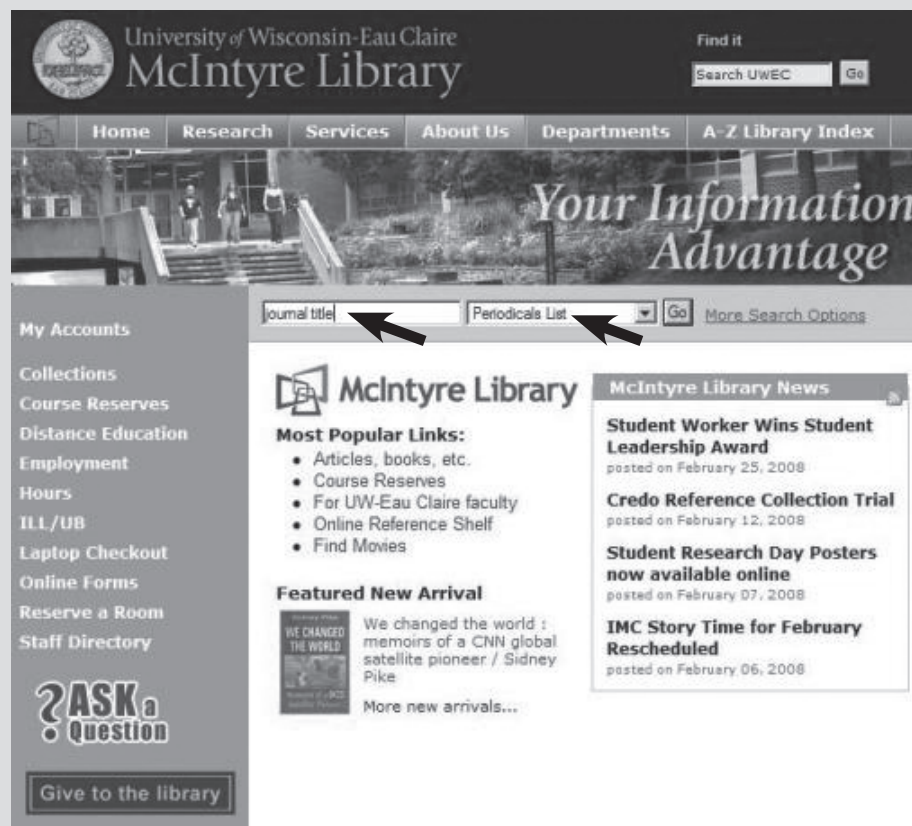 University of Wisconsin-Eau Claire
McIntyre Library
Find it
Search UWEC Go
Home Research Services About Us Departments A-Z Library Index
Your Information
Advantage
journal title Periodicals List Go More Search Options
My Accounts
Collections
Course Reserves
Distance Education
Employment
Hours
ILL/UB
Laptop Checkout
Online Forms
Reserve a Room
Staff Directory
?ASK a
Question
Give to the library
McIntyre Library
Most Popular Links:
• Articles, books, etc.
• Course Reserves
• For UW-Eau Claire faculty
• Online Reference Shelf
• Find Movies
Featured New Arrival
WE CHANGED
THE WORLD
We changed the world :
memoirs of a CNN global
satellite pioneer / Sidney
Pike
More new arrivals...
McIntyre Library News
Student Worker Wins Student
Leadership Award
posted on February 25, 2008
Credo Reference Collection Trial
posted on February 12, 2008
Student Research Day Posters
now available online
posted on February 07, 2008
IMC Story Time for February
Rescheduled
posted on February 06, 2008